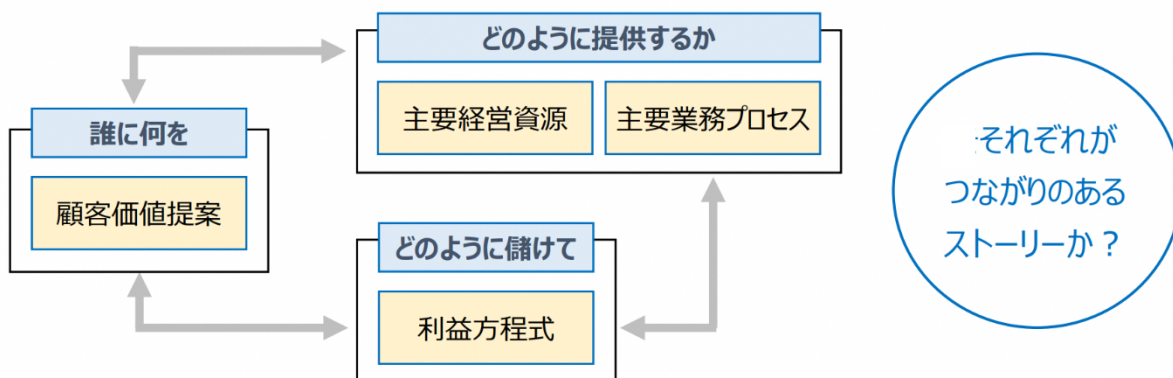 どのように提供するか
主要経営資源
主要業務プロセス
誰に何を
顧客価値提案
どのように儲けて
利益方程式
それぞれが
つながりのある
ストーリーか？